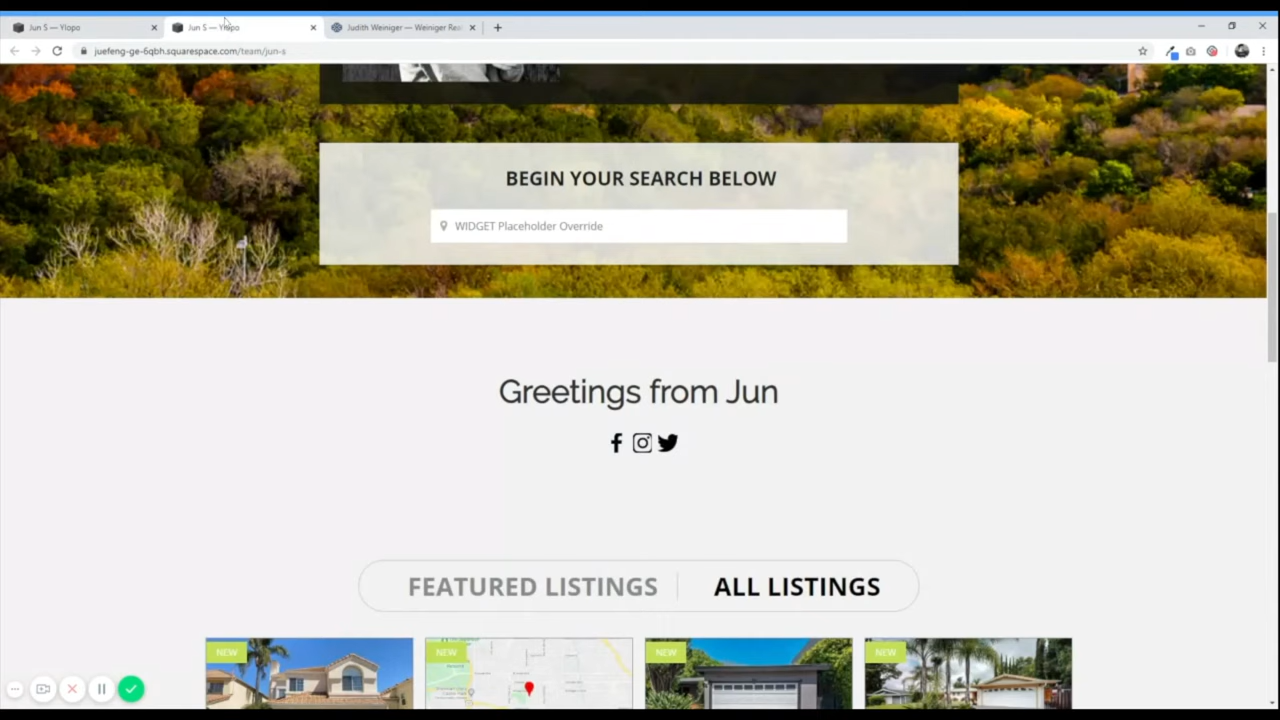 Jun S — Ylopo
Jun S — Ylopo
Judith Weiniger — Weiniger Rea
juefeng-ge-6qbh.squarespace.com/team/jun-s
BEGIN YOUR SEARCH BELOW
WIDGET Placeholder Override
Greetings from Jun
FEATURED LISTINGS
ALL LISTINGS
NEW
NEW
NEW
NEW